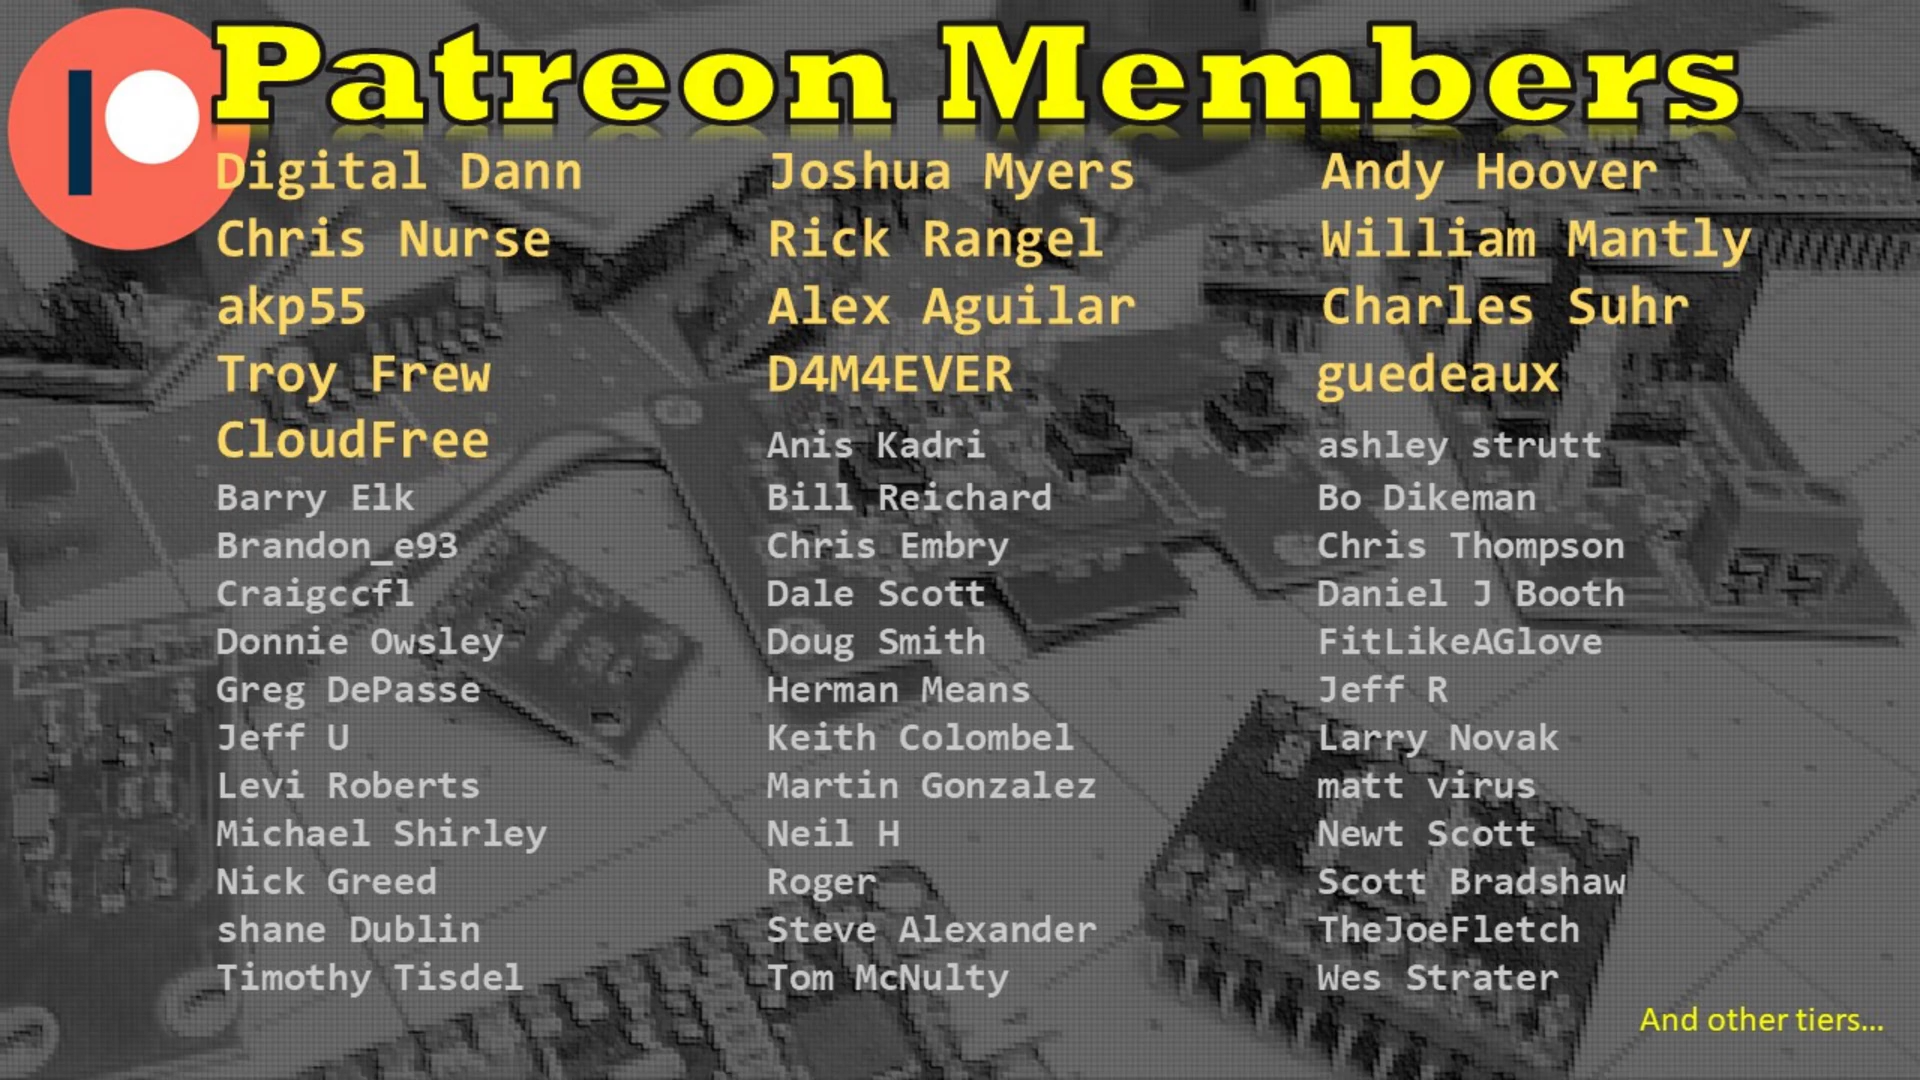 Patreon Members
Digital Dann Joshua Myers Andy Hoover
Chris Nurse Rick Rangel William Mantly
akp55 Alex Aguilar Charles Suhr
Troy Frew D4M4EVER guedeaux
CloudFree Anis Kadri ashley strutt
Barry Elk Bill Reichard Bo Dikeman
Brandon_e93 Chris Embry Chris Thompson
Craigccfl Dale Scott Daniel J Booth
Donnie Owsley Doug Smith FitLikeAGlove
Greg DePasse Herman Means Jeff R
Jeff U Keith Colombel Larry Novak
Levi Roberts Martin Gonzalez matt virus
Michael Shirley Neil H Newt Scott
Nick Greed Roger Scott Bradshaw
shane Dublin Steve Alexander TheJoeFletch
Timothy Tisdel Tom McNulty Wes Strater
And other tiers...